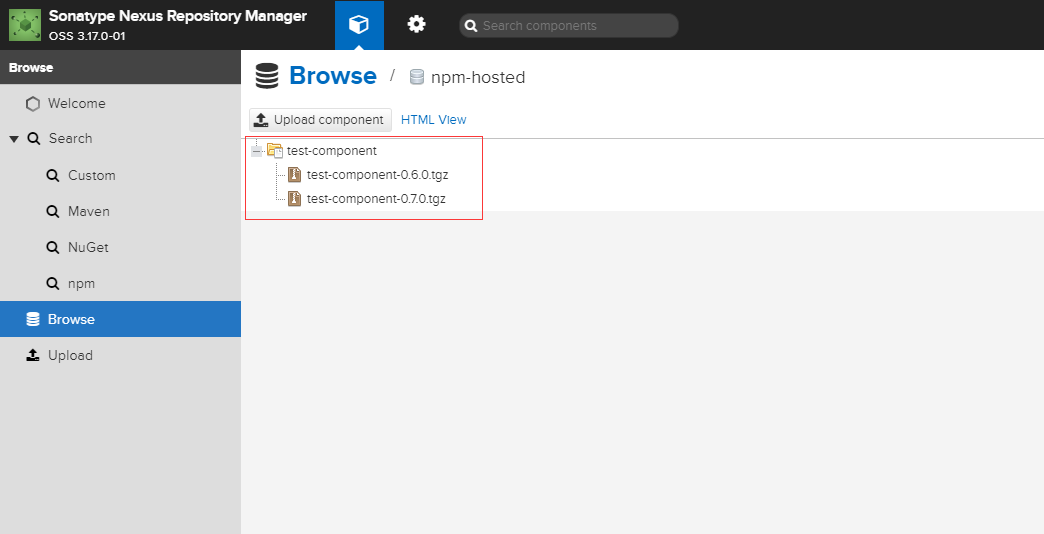 Sonatype Nexus Repository Manager
OSS 3.17.0-01
Search components
Browse
Welcome
Search
Custom
Maven
NuGet
npm
Browse
Upload
Browse / npm-hosted
Upload component HTML View
test-component
test-component-0.6.0.tgz
test-component-0.7.0.tgz